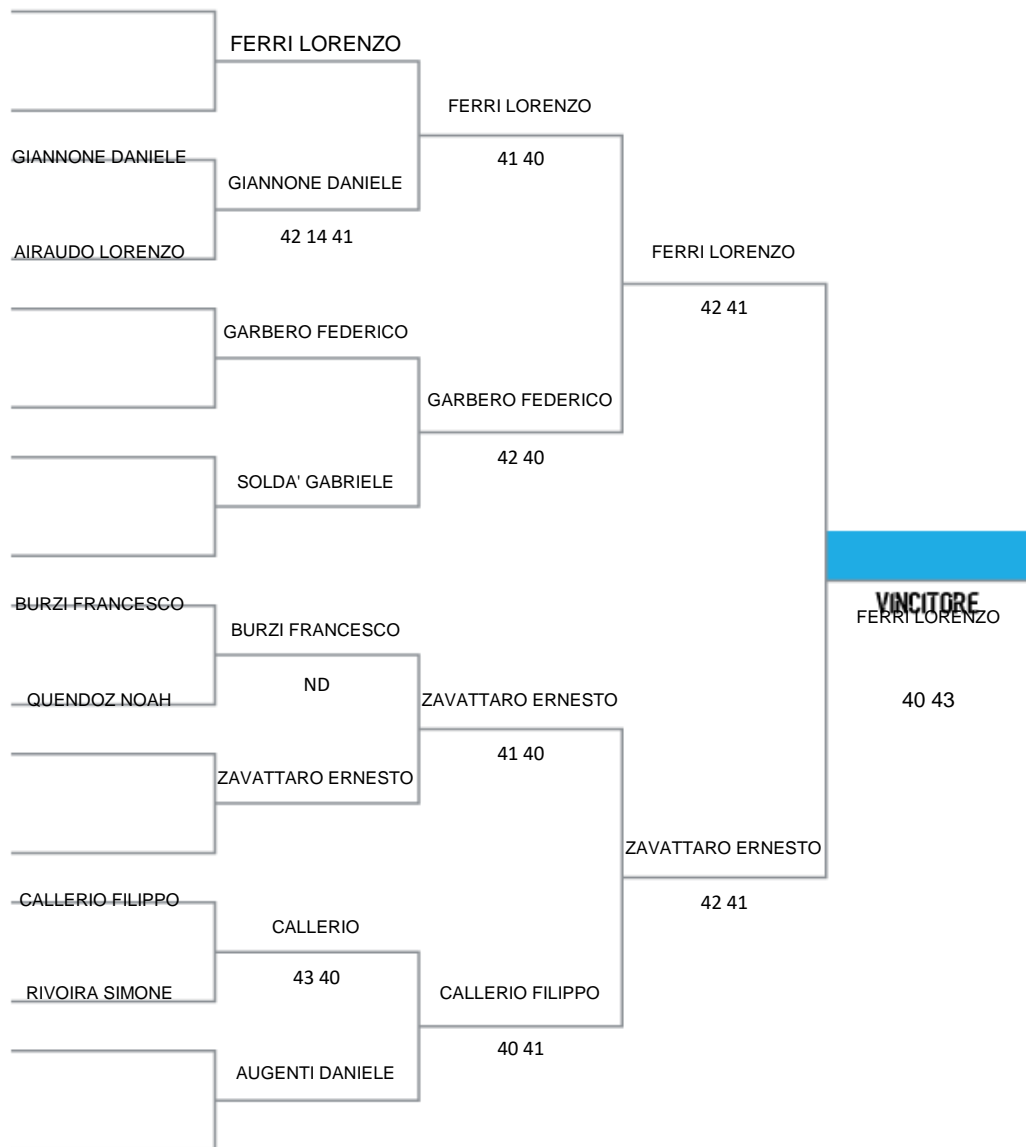 FERRI LORENZO
FERRI LORENZO
GIANNONE DANIELE
41 40
GIANNONE DANIELE
42 14 41
AIRAUDO LORENZO
FERRI LORENZO
42 41
GARBERO FEDERICO
GARBERO FEDERICO
42 40
SOLDA' GABRIELE
BURZI FRANCESCO
VINCITORE
FERRI LORENZO
BURZI FRANCESCO
ND
QUENDOZ NOAH
ZAVATTARO ERNESTO
40 43
41 40
ZAVATTARO ERNESTO
ZAVATTARO ERNESTO
42 41
CALLERIO FILIPPO
CALLERIO
43 40
RIVOIRA SIMONE
CALLERIO FILIPPO
40 41
AUGENTI DANIELE